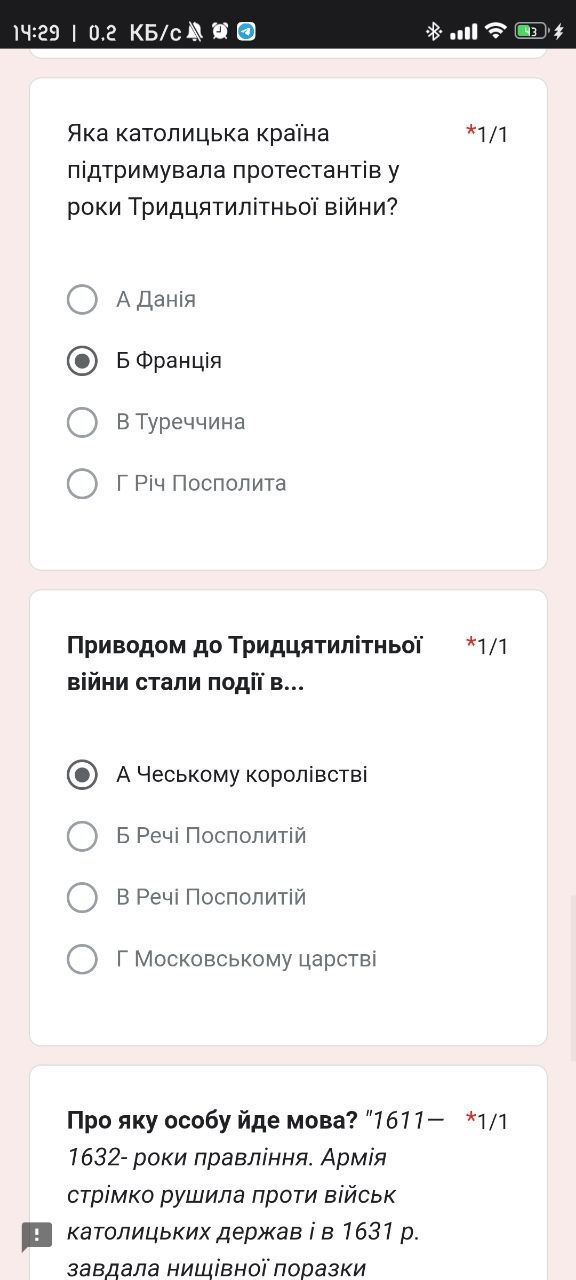 14:29 | 0.2 КБ/с 43
Яка католицька країна *1/1
підтримувала протестантів у
роки Тридцятилітньої війни?
А Данія
Б Франція
В Туреччина
Г Річ Посполита
Приводом до Тридцятилітньої *1/1
війни стали події в...
А Чеському королівстві
Б Речі Посполитій
В Речі Посполитій
Г Московському царстві
Про яку особу йде мова? "1611— *1/1
1632- роки правління. Армія
стрімко рушила проти військ
католицьких держав і в 1631 р.
завдала нищівної поразки